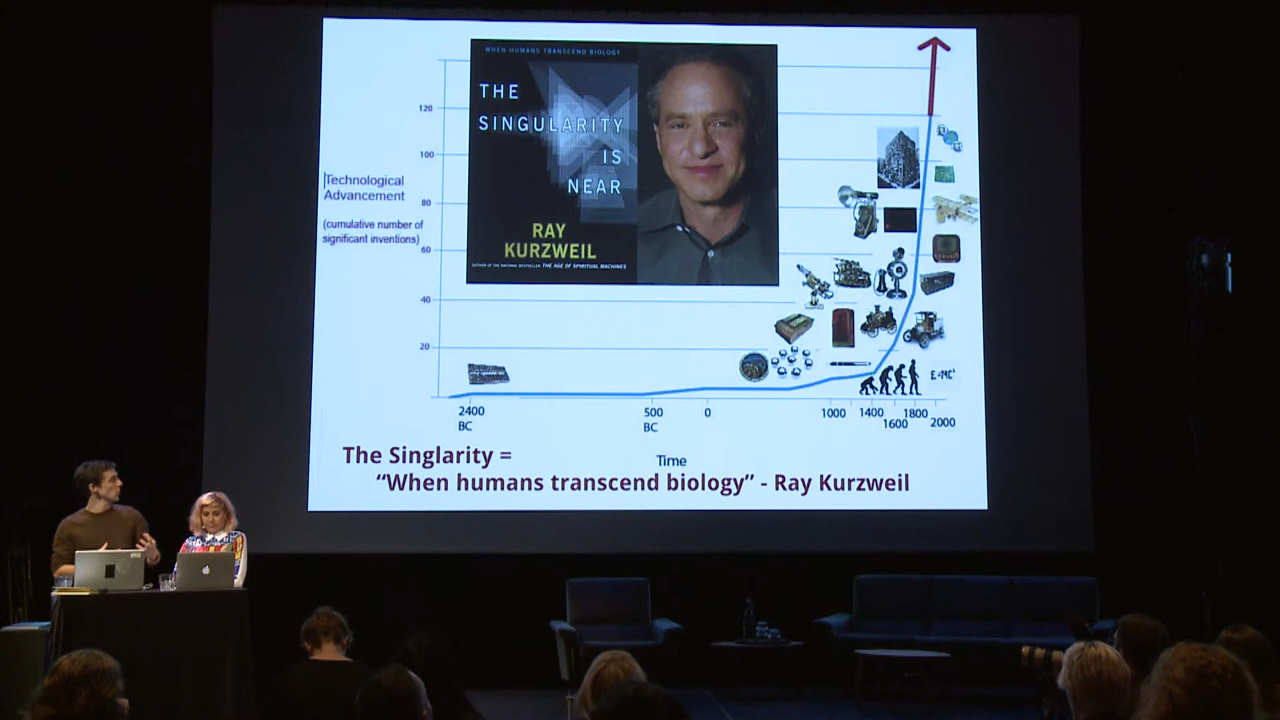 WHEN HUMANS TRANSCEND BIOLOGY
THE
SINGULARITY
IS
NEAR
RAY
KURZWEIL
AUTHOR OF THE NATIONAL BESTSELLER THE AGE OF SPIRITUAL MACHINES
Technological
Advancement
(cumulative number of
significant inventions)
120
100
80
60
40
20
E=MC²
2400
BC
500
BC
0
1000
1400
1600
1800
2000
Time
The Singlarity =
“When humans transcend biology” - Ray Kurzweil